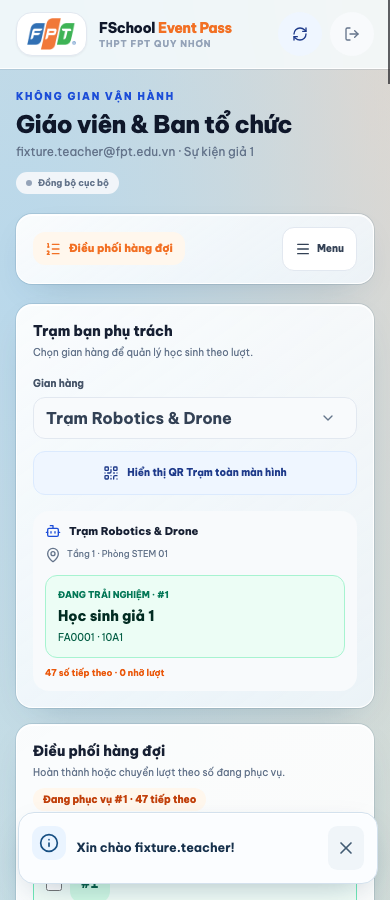 FPT
FSchool Event Pass
THPT FPT QUY NHƠN
KHÔNG GIAN VẬN HÀNH
Giáo viên & Ban tổ chức
fixture.teacher@fpt.edu.vn · Sự kiện giả 1
Đồng bộ cục bộ
Điều phối hàng đợi
Menu
Trạm bạn phụ trách
Chọn gian hàng để quản lý học sinh theo lượt.
Gian hàng
Trạm Robotics & Drone
Hiển thị QR Trạm toàn màn hình
Trạm Robotics & Drone
Tầng 1 · Phòng STEM 01
ĐANG TRẢI NGHIỆM · #1
Học sinh giả 1
FA0001 · 10A1
47 số tiếp theo · 0 nhỡ lượt
Điều phối hàng đợi
Hoàn thành hoặc chuyển lượt theo số đang phục vụ.
Đang phục vụ #1 · 47 tiếp theo
Xin chào fixture.teacher!
#1